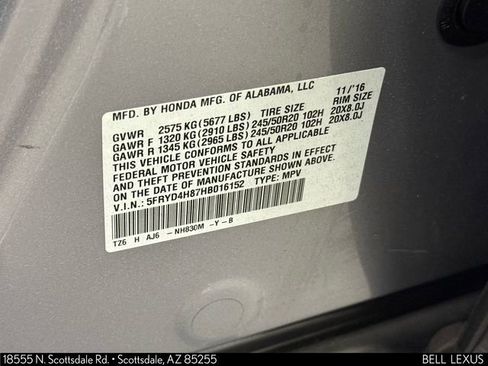 MFD. BY HONDA MFG. OF ALABAMA, LLC 11/'16
GVWR 2575 KG(5677 LBS) TIRE SIZE RIM SIZE
GAWR F 1320 KG(2910 LBS) 245/50R20 102H 20X8.0J
GAWR R 1345 KG(2965 LBS) 245/50R20 102H 20X8.0J
THIS VEHICLE CONFORMS TO ALL APPLICABLE
FEDERAL MOTOR VEHICLE SAFETY
AND THEFT PREVENTION STANDARDS IN EFFECT
ON THE DATE OF MANUFACTURE SHOWN ABOVE.
V.I.N.: 5FRYD4H87HB016152 TYPE: MPV
TZ6 H AJ6 - NH830M -Y-B
18555 N. Scottsdale Rd. • Scottsdale, AZ 85255 BELL LEXUS